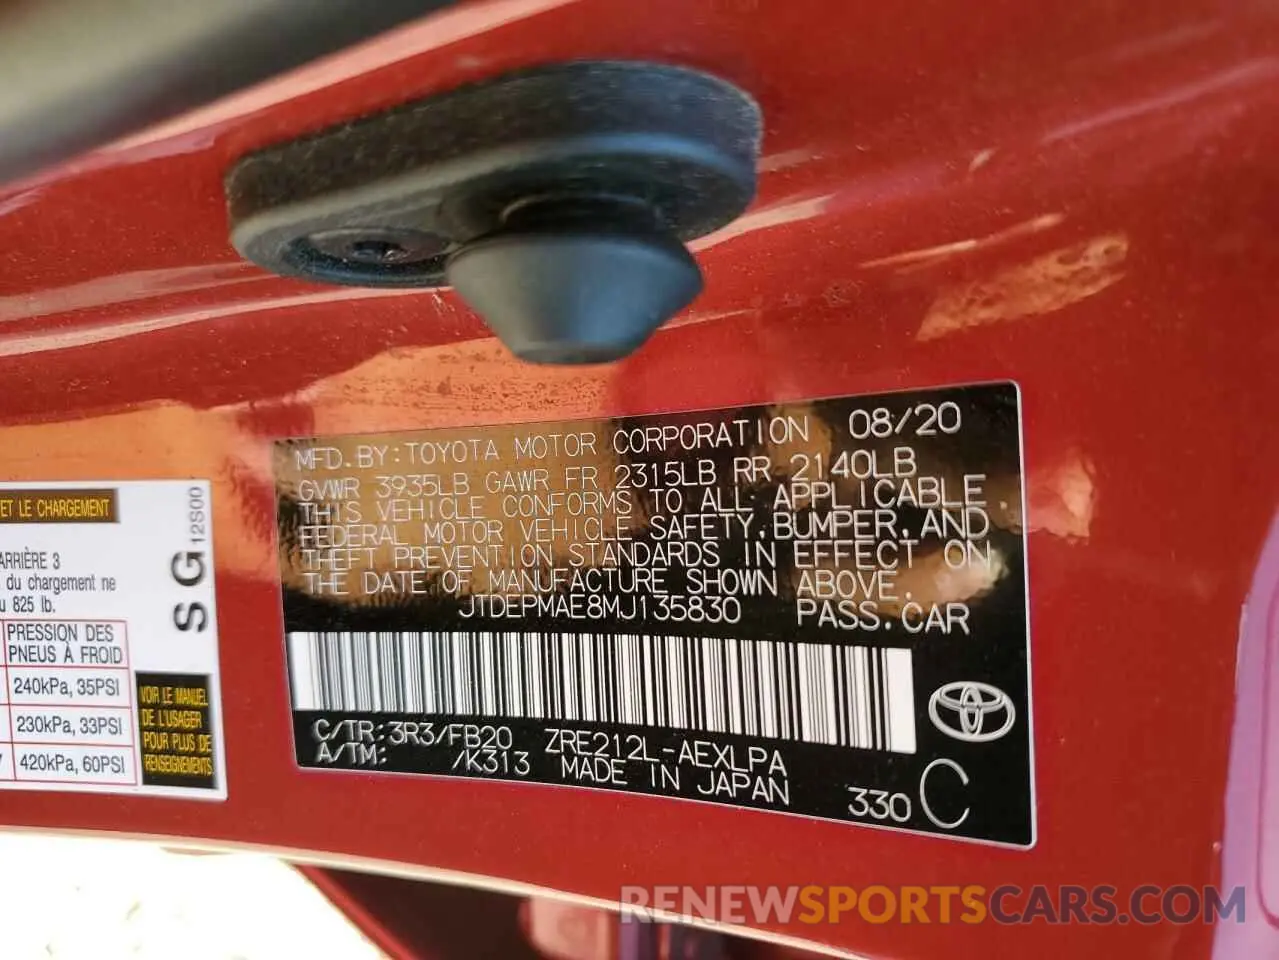 MFD.BY:TOYOTA MOTOR CORPORATION 08/20
GVWR 3935LB GAWR FR 2315LB RR 2140LB
THIS VEHICLE CONFORMS TO ALL APPLICABLE
FEDERAL MOTOR VEHICLE SAFETY,BUMPER,AND
THEFT PREVENTION STANDARDS IN EFFECT ON
THE DATE OF MANUFACTURE SHOWN ABOVE.
JTDEPMAE8MJ135830 PASS.CAR
C/TR:3R3/FB20 ZRE212L-AEXLPA
A/TM: /K313 MADE IN JAPAN
330 C
ET LE CHARGEMENT
ARRIÈRE 3
du chargement ne
825 lb.
PRESSION DES
PNEUS À FROID
240kPa, 35PSI
230kPa, 33PSI
420kPa, 60PSI
VOIR LE MANUEL
DE L'USAGER
POUR PLUS DE
RENSEIGNEMENTS
SG
12S00
RENEWSPORTSCARS.COM